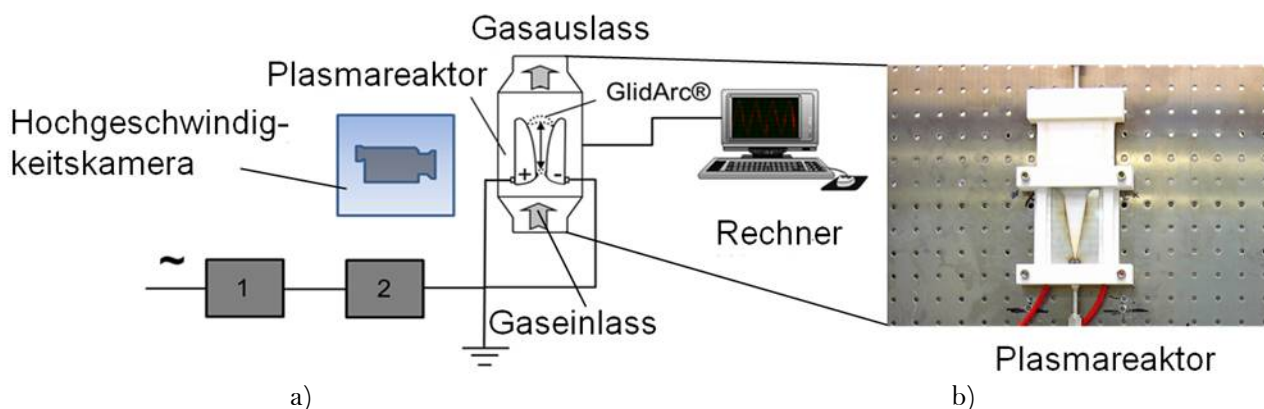 Gasauslass
Plasmareaktor
GlidArc®
Hochgeschwindig-
keitskamera
+ -
Rechner
~
1
2
Gaseinlass
Plasmareaktor
a)
b)